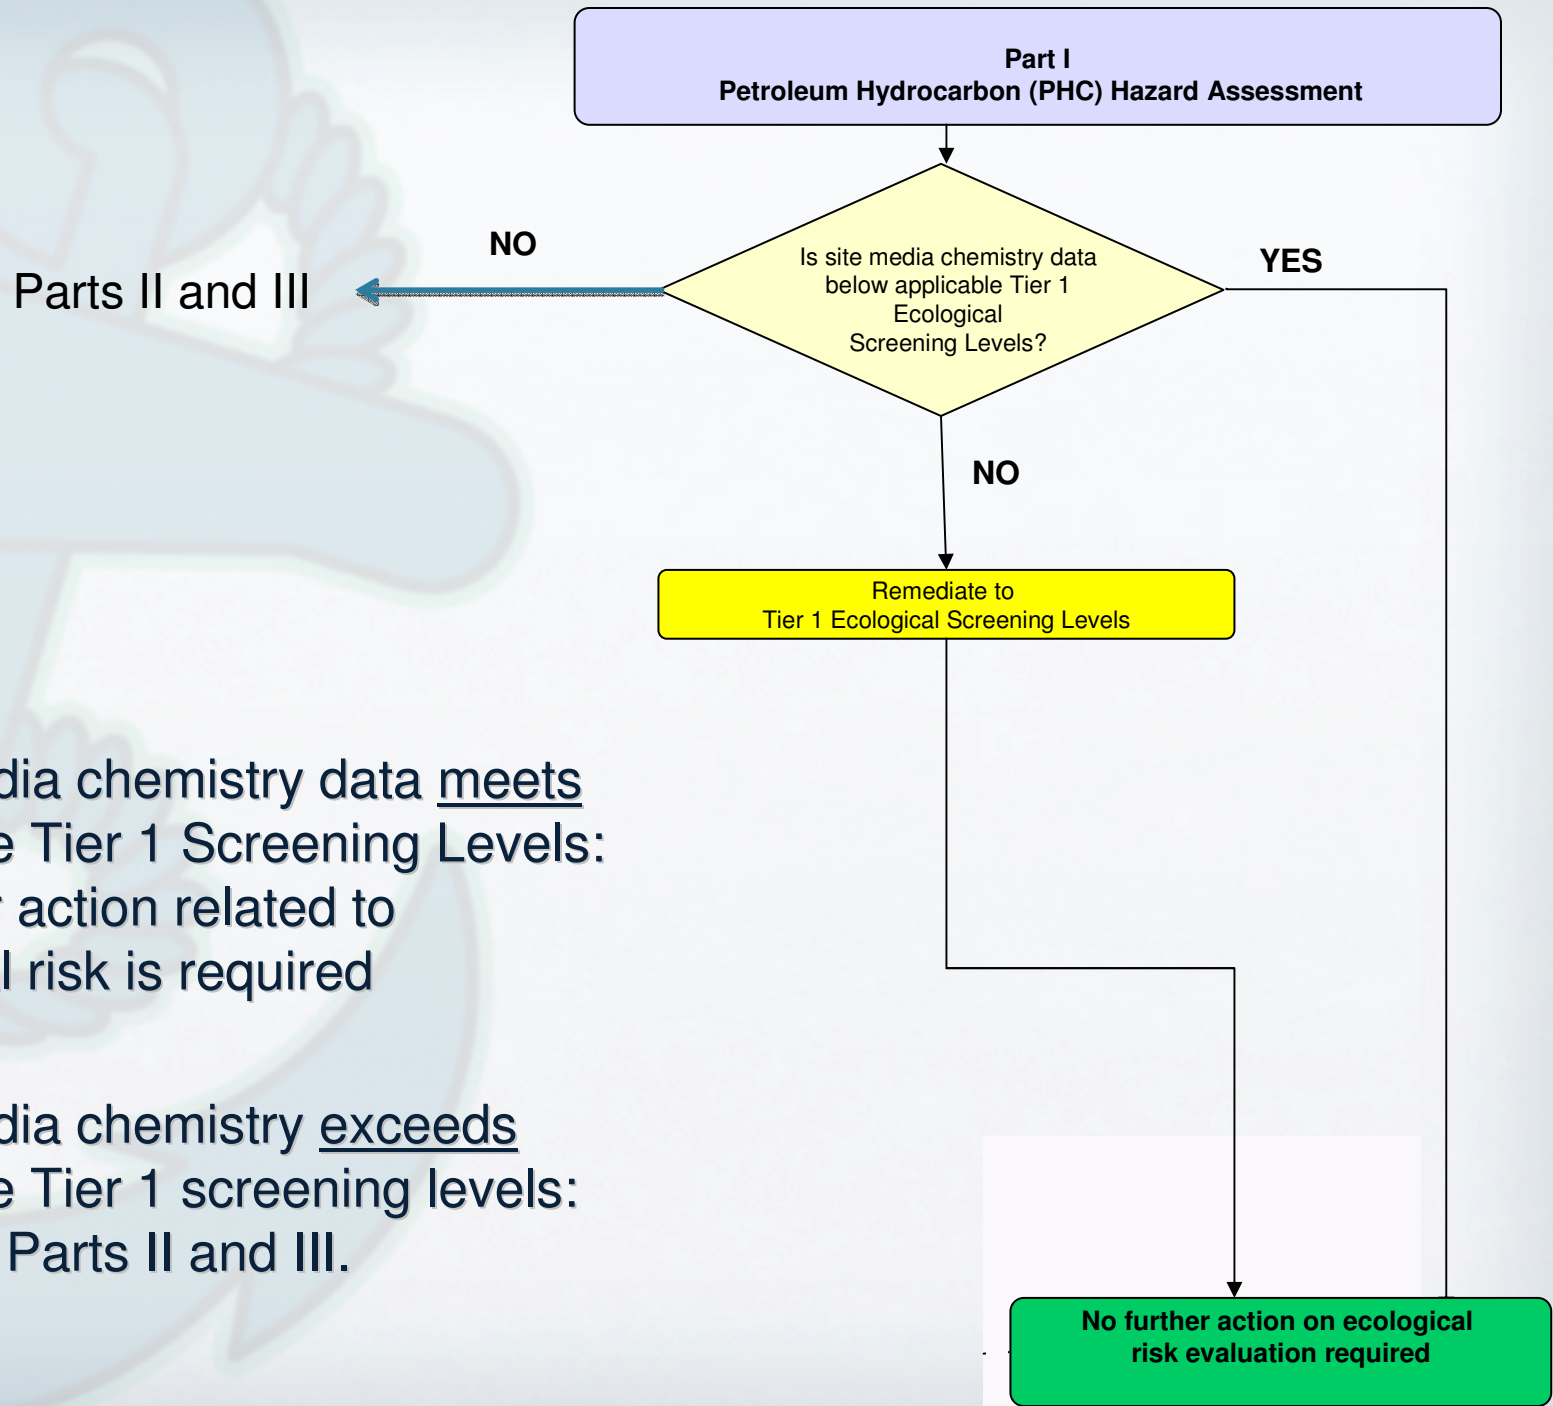 Part I
Petroleum Hydrocarbon (PHC) Hazard Assessment
NO
YES
Is site media chemistry data
below applicable Tier 1
Ecological
Screening Levels?
Parts II and III
NO
Remediate to
Tier 1 Ecological Screening Levels
chemistry data meets
Tier 1 Screening Levels:
action related to
risk is required
chemistry exceeds
Tier 1 screening levels:
Parts II and III.
No further action on ecological
risk evaluation required